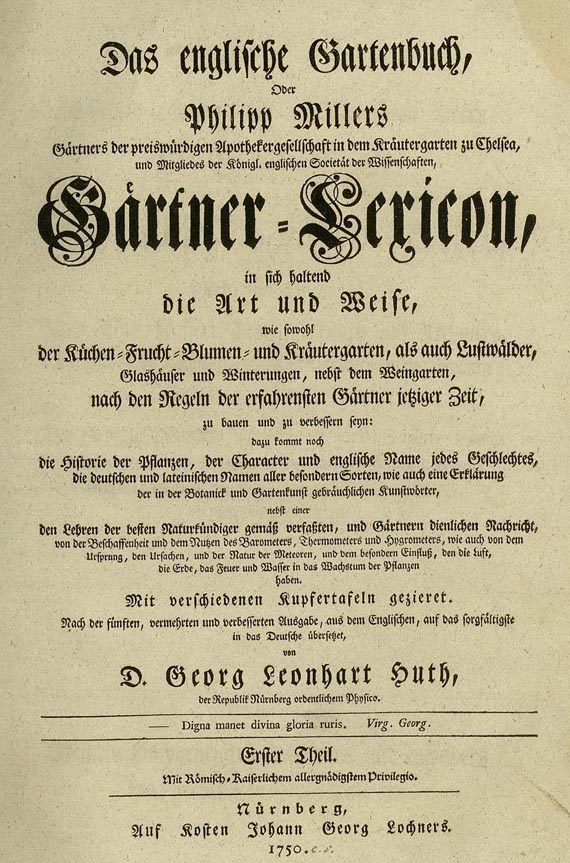 Das englische Gartenbuch,
Oder
Philipp Millers
Gärtners der preiswürdigen Apothekergesellschaft in dem Kräutergarten zu Chelsea,
und Mitgliedes der Königl. englischen Societät der Wissenschaften,
Gärtner-Lexicon,
in sich haltend
die Art und Weise,
wie sowohl
der Küchen-Frucht-Blumen-und Kräutergarten, als auch Lustwälder,
Glashäuser und Winterungen, nebst dem Weingarten,
nach den Regeln der erfahrensten Gärtner jetziger Zeit,
zu bauen und zu verbessern seyn:
dazu kommt noch
die Historie der Pflanzen, der Character und englische Name jedes Geschlechtes,
die deutschen und lateinischen Namen aller besondern Sorten, wie auch eine Erklärung
der in der Botanick und Gartenkunst gebräuchlichen Kunstwörter,
nebst einer
den Lehren der besten Naturkündiger gemäß verfaßten, und Gärtnern dienlichen Nachricht,
von der Beschaffenheit und dem Nutzen des Barometers, Thermometers und Hygrometers, wie auch von dem
Ursprung, den Ursachen, und der Natur der Meteoren, und dem besondern Einfluß, den die Luft,
die Erde, das Feuer und Wasser in das Wachstum der Pflanzen
haben.
Mit verschiedenen Kupfertafeln gezieret.
Nach der fünften, vermehrten und verbesserten Ausgabe, aus dem Englischen, auf das sorgfältigste
in das Deutsche übersetzet,
von
D. Georg Leonhart Huth,
der Republik Nürnberg ordentlichem Physico.
— Digna manet divina gloria ruris. Virg. Georg.
Erster Theil.
Mit Römisch-Kaiserlichem allergnädigstem Privilegio.
Nürnberg,
Auf Kosten Johann Georg Lochners.
1750.